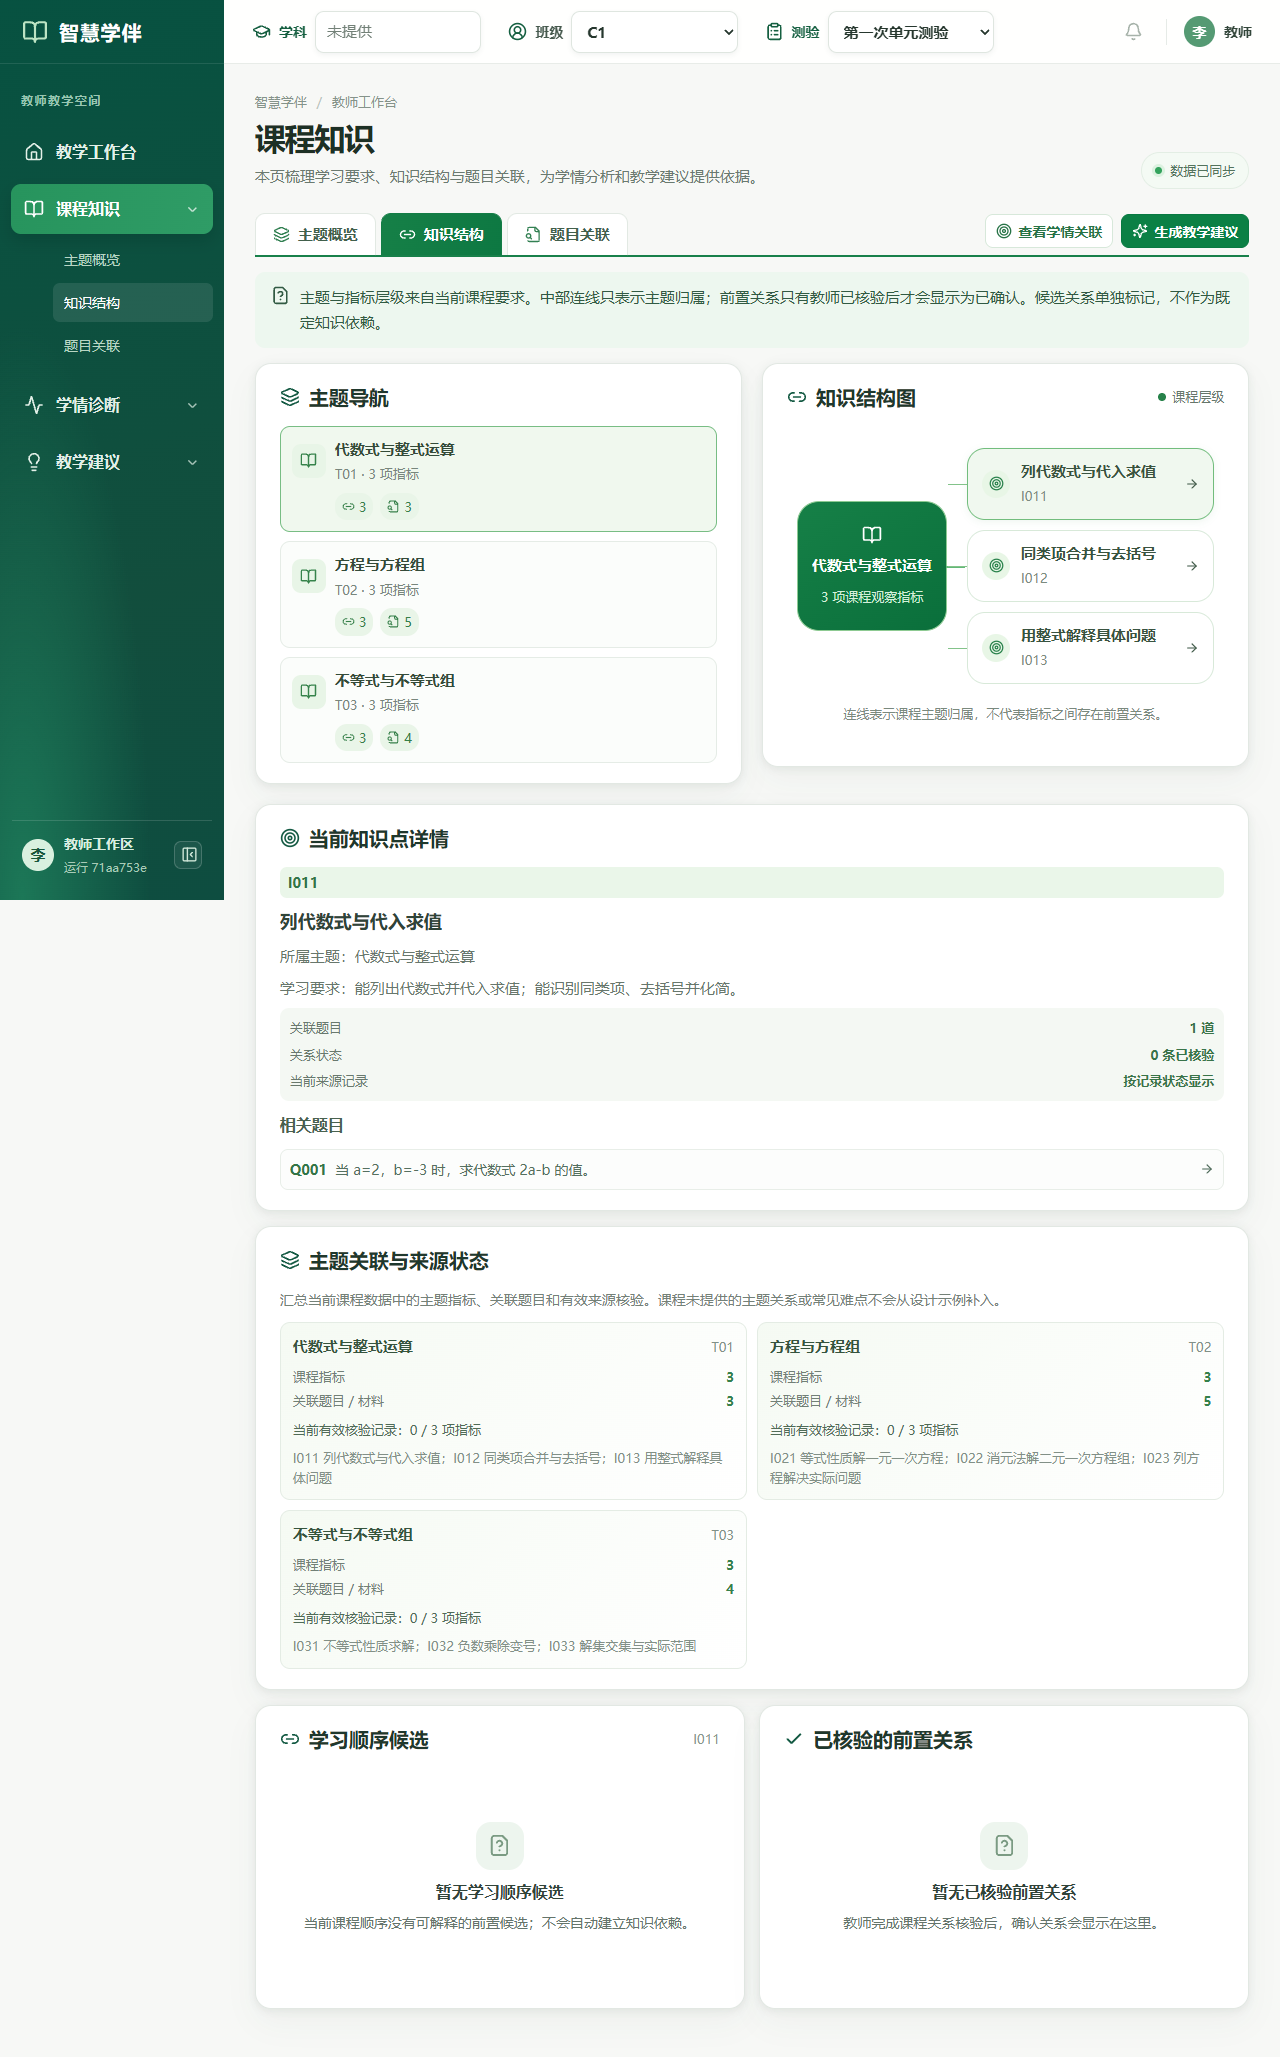 智慧学伴
学科 未提供 班级 C1 测验 第一次单元测验 李 教师
教师教学空间
教学工作台
课程知识
主题概览
知识结构
题目关联
学情诊断
教学建议
李 教师工作区
运行 71aa753e
智慧学伴 / 教师工作台
课程知识
本页梳理学习要求、知识结构与题目关联，为学情分析和教学建议提供依据。
数据已同步
主题概览 知识结构 题目关联 查看学情关联 生成教学建议
主题与指标层级来自当前课程要求。中部连线只表示主题归属；前置关系只有教师已核验后才会显示为已确认。候选关系单独标记，不作为既
定知识依赖。
主题导航
代数式与整式运算
T01 · 3 项指标
3 3
方程与方程组
T02 · 3 项指标
3 5
不等式与不等式组
T03 · 3 项指标
3 4
知识结构图 课程层级
代数式与整式运算
3 项课程观察指标
列代数式与代入求值
I011
同类项合并与去括号
I012
用整式解释具体问题
I013
连线表示课程主题归属，不代表指标之间存在前置关系。
当前知识点详情
I011
列代数式与代入求值
所属主题：代数式与整式运算
学习要求：能列出代数式并代入求值；能识别同类项、去括号并化简。
关联题目 1 道
关系状态 0 条已核验
当前来源记录 按记录状态显示
相关题目
Q001 当 a=2，b=-3 时，求代数式 2a-b 的值。
主题关联与来源状态
汇总当前课程数据中的主题指标、关联题目和有效来源核验。课程未提供的主题关系或常见难点不会从设计示例补入。
代数式与整式运算 T01
课程指标 3
关联题目 / 材料 3
当前有效核验记录：0 / 3 项指标
I011 列代数式与代入求值；I012 同类项合并与去括号；I013 用整式解释具
体问题
方程与方程组 T02
课程指标 3
关联题目 / 材料 5
当前有效核验记录：0 / 3 项指标
I021 等式性质解一元一次方程；I022 消元法解二元一次方程组；I023 列方
程解决实际问题
不等式与不等式组 T03
课程指标 3
关联题目 / 材料 4
当前有效核验记录：0 / 3 项指标
I031 不等式性质求解；I032 负数乘除变号；I033 解集交集与实际范围
学习顺序候选 I011
暂无学习顺序候选
当前课程顺序没有可解释的前置候选；不会自动建立知识依赖。
已核验的前置关系
暂无已核验前置关系
教师完成课程关系核验后，确认关系会显示在这里。